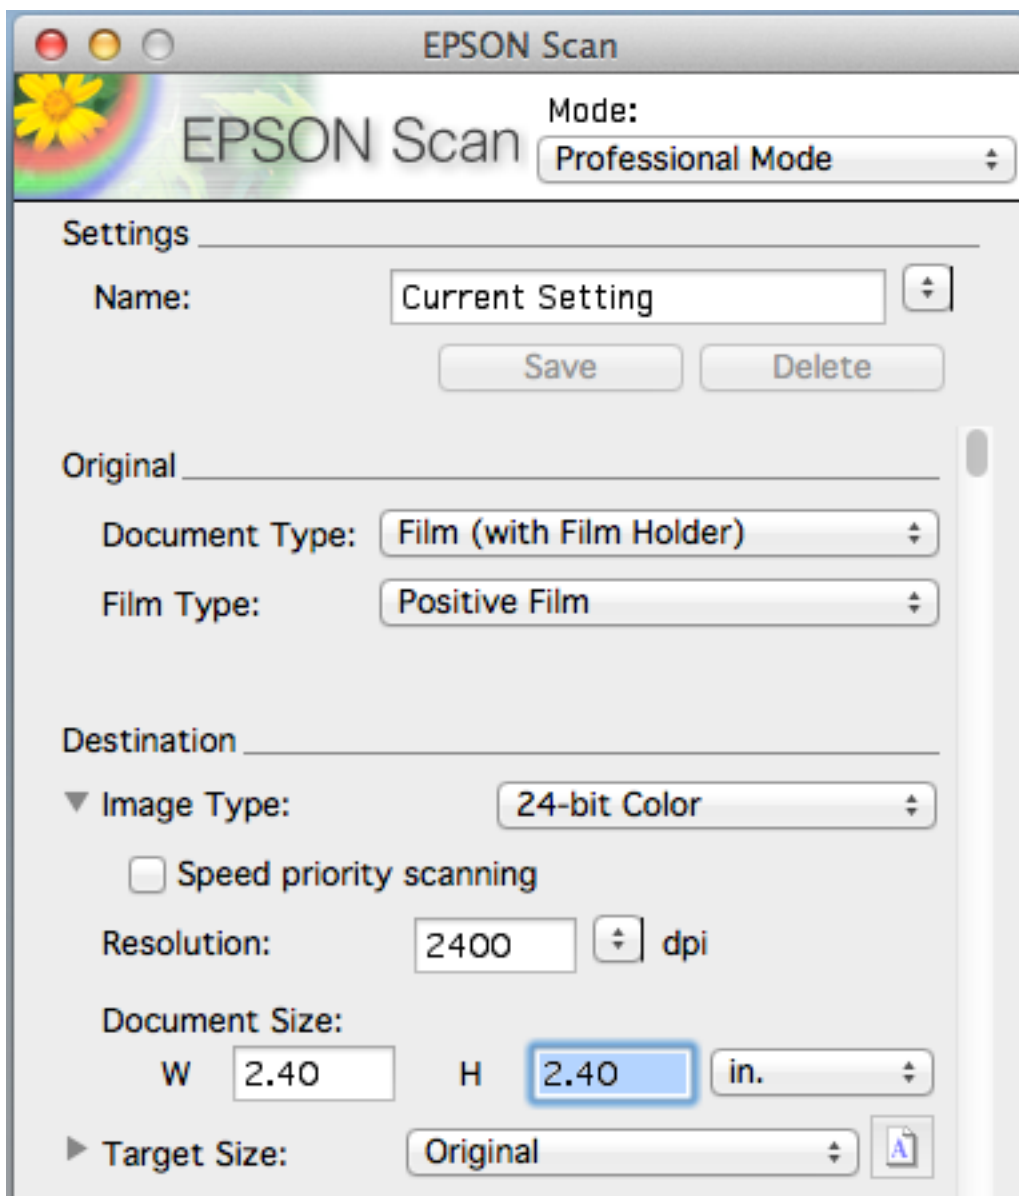 EPSON Scan
EPSON Scan
Mode:
Professional Mode
Settings
Name: Current Setting
Save Delete
Original
Document Type: Film (with Film Holder)
Film Type: Positive Film
Destination
Image Type: 24-bit Color
Speed priority scanning
Resolution: 2400 dpi
Document Size:
W 2.40 H 2.40 in.
Target Size: Original A